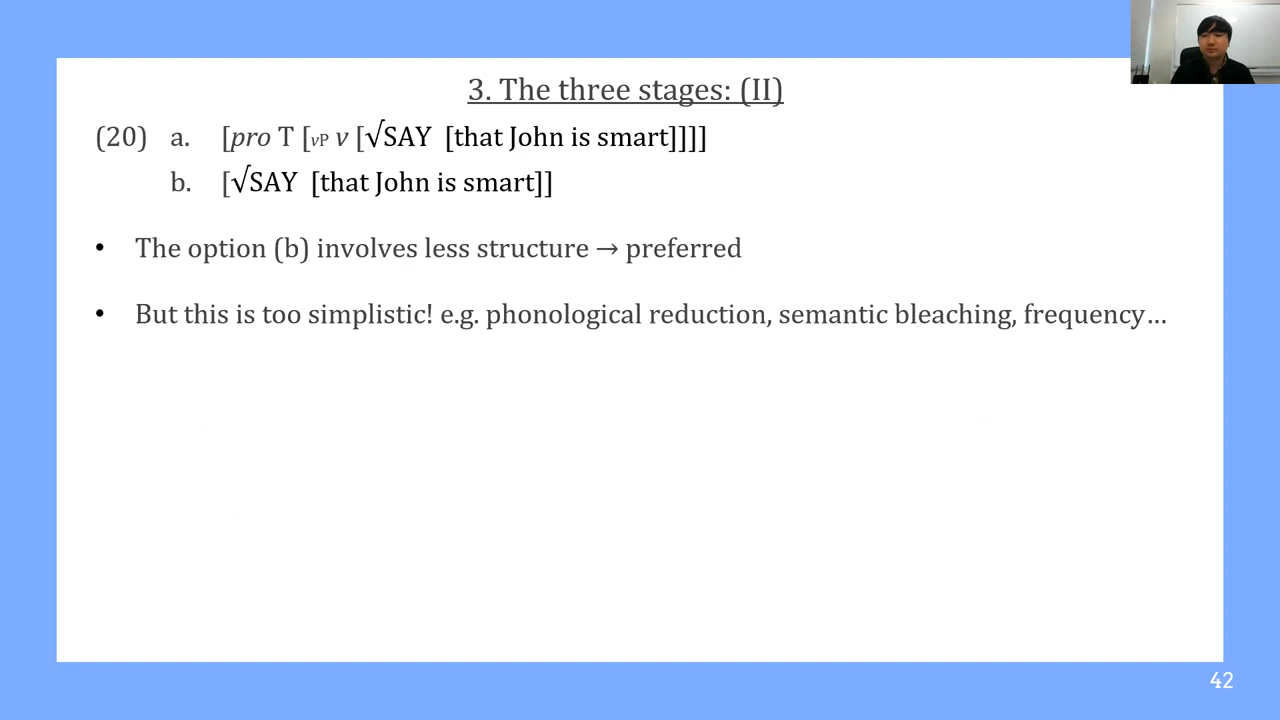 3. The three stages: (II)
(20) a. [pro T [vP v [√SAY [that John is smart]]]]
b. [√SAY [that John is smart]]
• The option (b) involves less structure → preferred
• But this is too simplistic! e.g. phonological reduction, semantic bleaching, frequency…
42